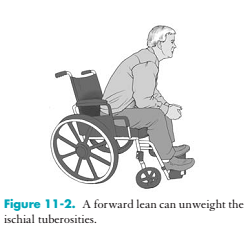 Figure 11-2. A forward lean can unweight the
ischial tuberosities.